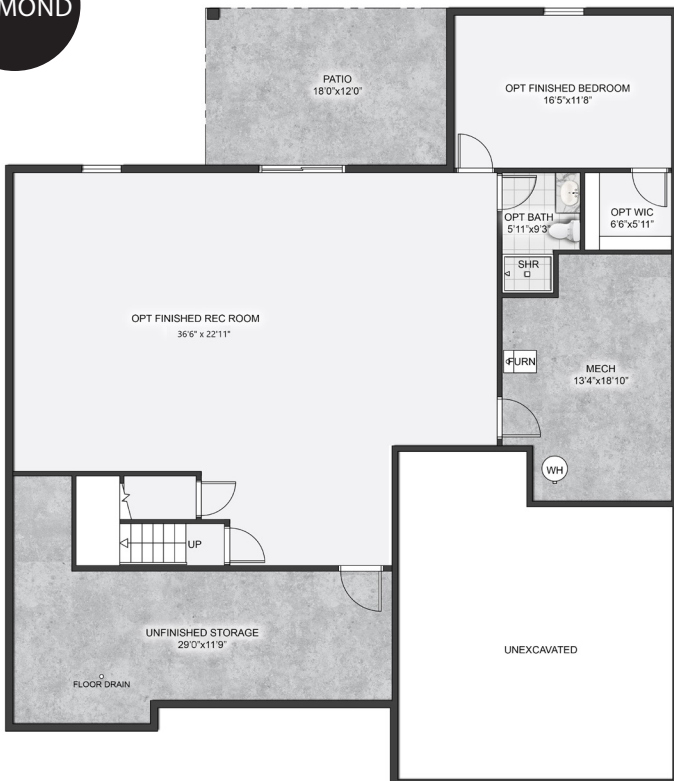 MOND
PATIO
18'0"x12'0"
OPT FINISHED BEDROOM
16'5"x11'8"
OPT BATH
5'11"x9'3"
OPT WIC
6'6"x5'11"
SHR
OPT FINISHED REC ROOM
36'6" x 22'11"
FURN
MECH
13'4"x18'10"
WH
UP
UNFINISHED STORAGE
29'0"x11'9"
UNEXCAVATED
FLOOR DRAIN